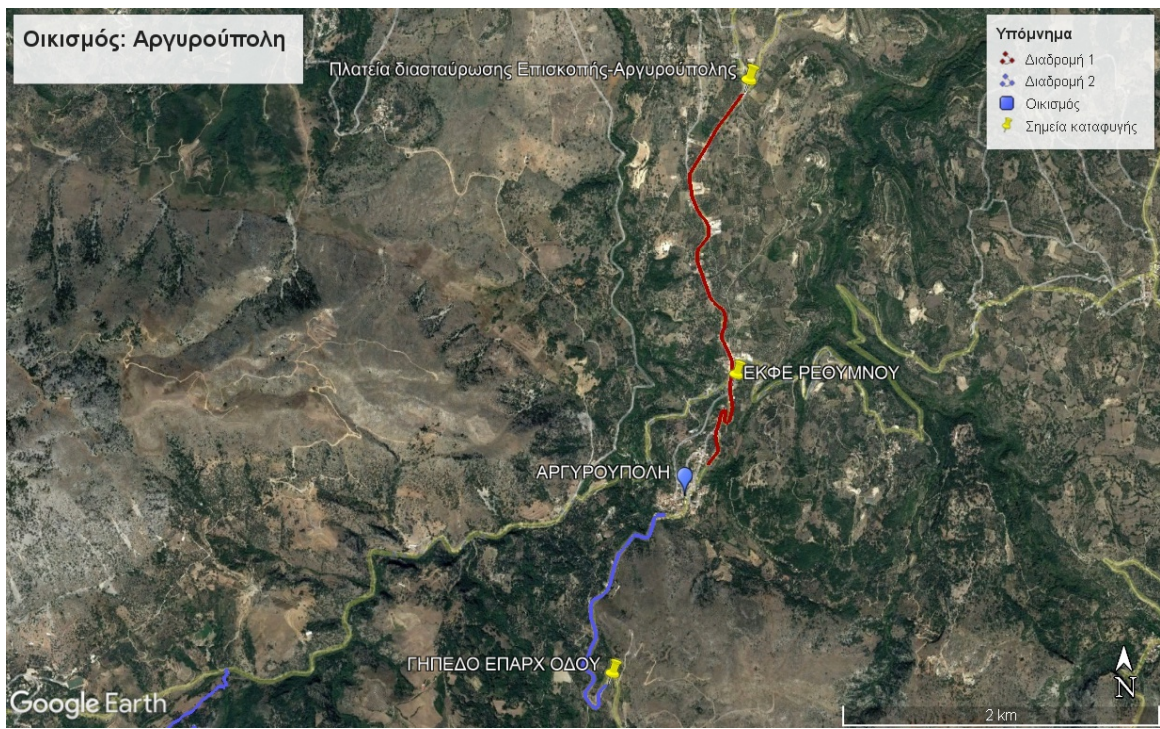 Οικισμός: Αργυρούπολη
Πλατεία διασταύρωσης Επισκοπής-Αργυρούπολης
Υπόμνημα
Διαδρομή 1
Διαδρομή 2
Οικισμός
Σημεία καταφυγής
ΕΚΦΕ ΡΕΘΥΜΝΟΥ
ΑΡΓΥΡΟΥΠΟΛΗ
ΓΗΠΕΔΟ ΕΠΑΡΧ ΟΔΟΥ
Google Earth
N
2 km